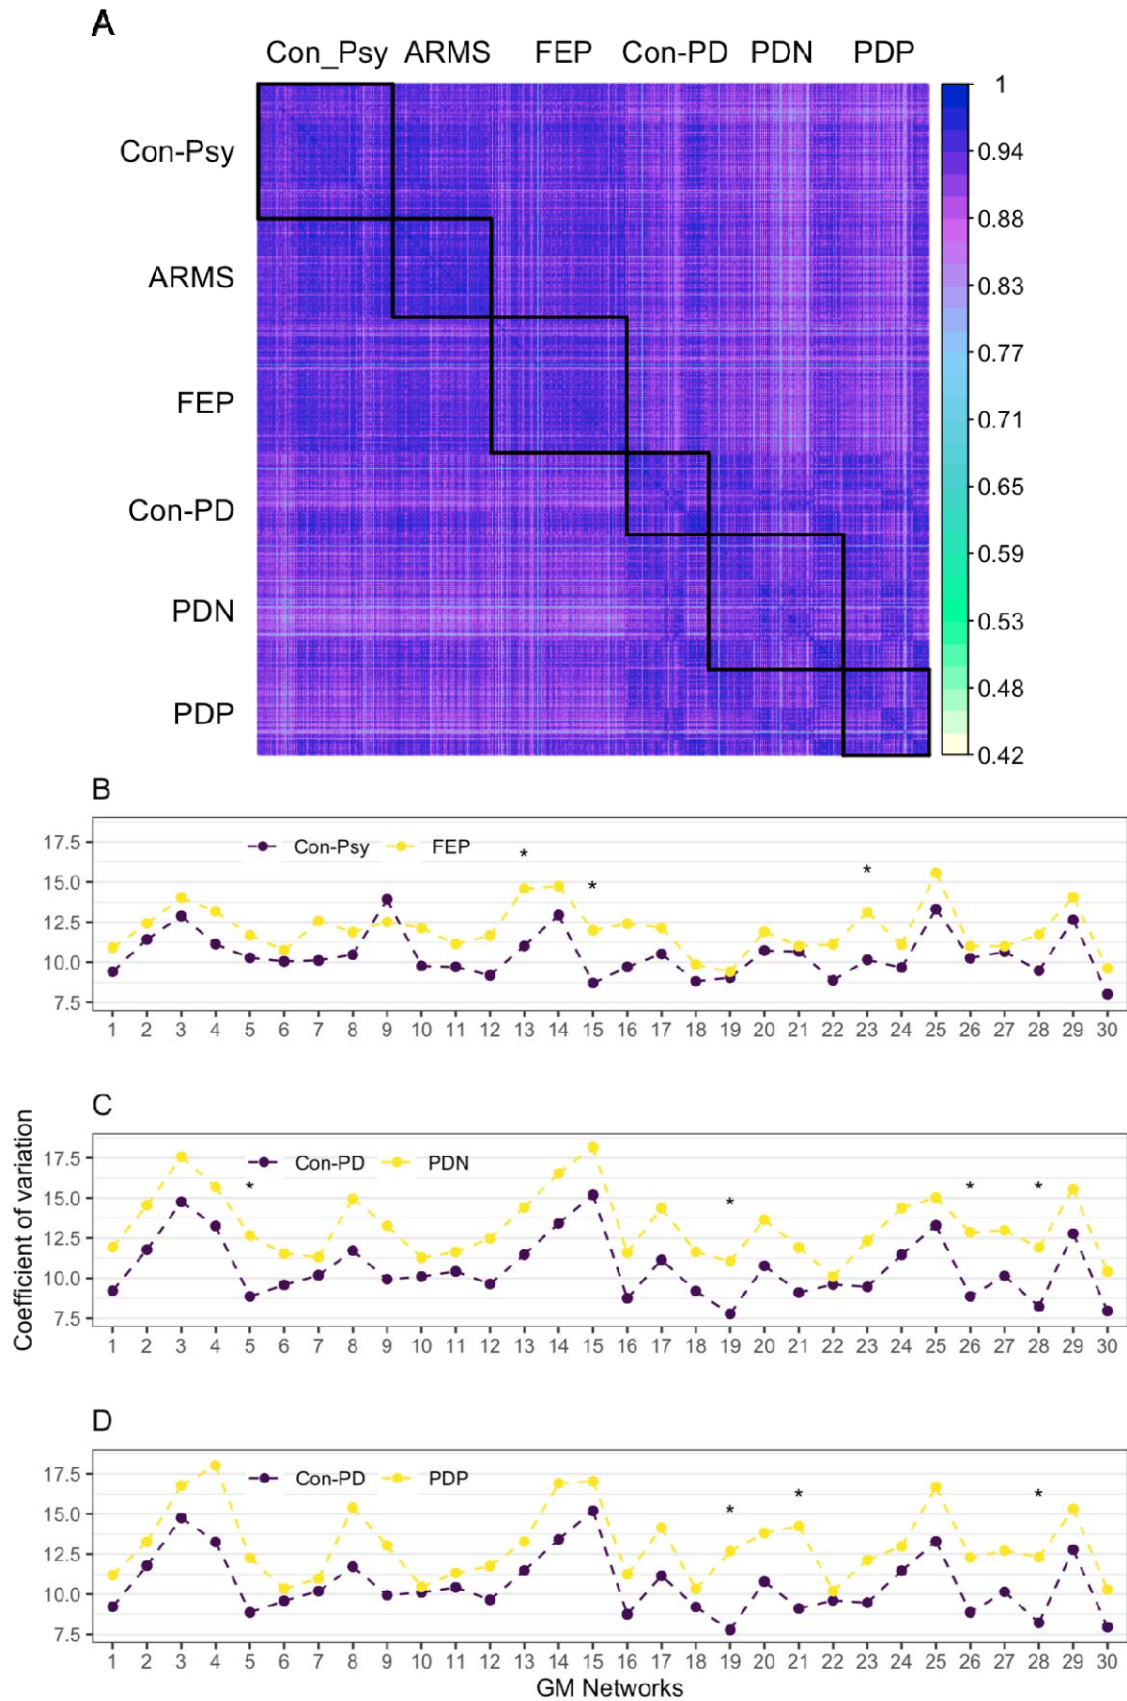 A
Con_Psy ARMS FEP Con-PD PDN PDP
1
Con-Psy
0.94
0.88
ARMS
0.83
0.77
FEP
0.71
0.65
Con-PD
0.59
PDN
0.53
0.48
PDP
0.42
B
17.5
Con-Psy FEP
* * *
15.0
12.5
10.0
7.5
1 2 3 4 5 6 7 8 9 10 11 12 13 14 15 16 17 18 19 20 21 22 23 24 25 26 27 28 29 30
C
Coefficient of variation
17.5
Con-PD PDN
* * * *
15.0
12.5
10.0
7.5
1 2 3 4 5 6 7 8 9 10 11 12 13 14 15 16 17 18 19 20 21 22 23 24 25 26 27 28 29 30
D
17.5
Con-PD PDP
* * *
15.0
12.5
10.0
7.5
1 2 3 4 5 6 7 8 9 10 11 12 13 14 15 16 17 18 19 20 21 22 23 24 25 26 27 28 29 30
GM Networks